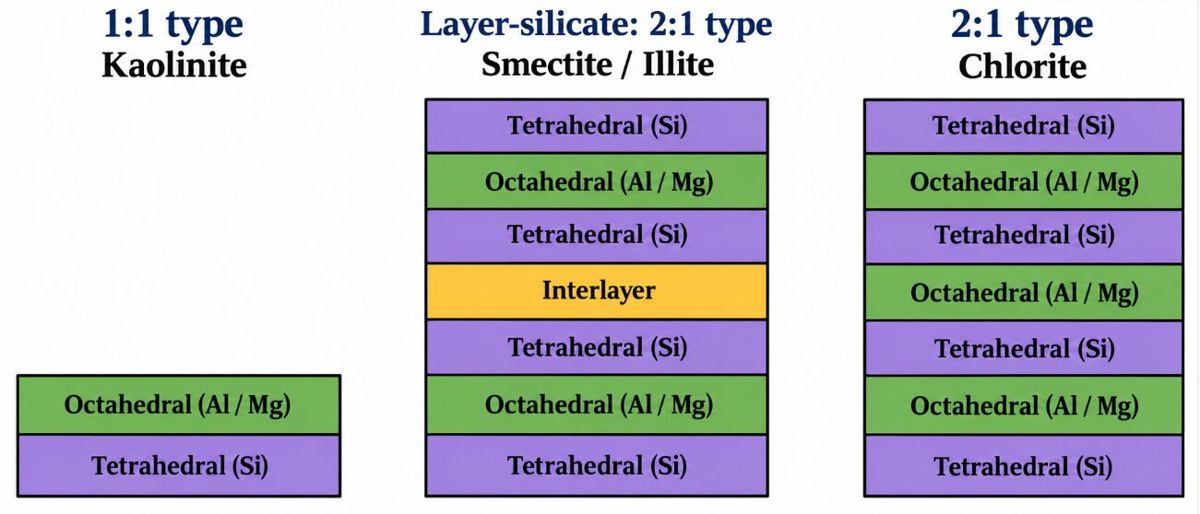 1:1 type
Kaolinite
Octahedral (Al / Mg)
Tetrahedral (Si)
Layer-silicate: 2:1 type
Smectite / Illite
Tetrahedral (Si)
Octahedral (Al / Mg)
Tetrahedral (Si)
Interlayer
Tetrahedral (Si)
Octahedral (Al / Mg)
Tetrahedral (Si)
2:1 type
Chlorite
Tetrahedral (Si)
Octahedral (Al / Mg)
Tetrahedral (Si)
Octahedral (Al / Mg)
Tetrahedral (Si)
Octahedral (Al / Mg)
Tetrahedral (Si)